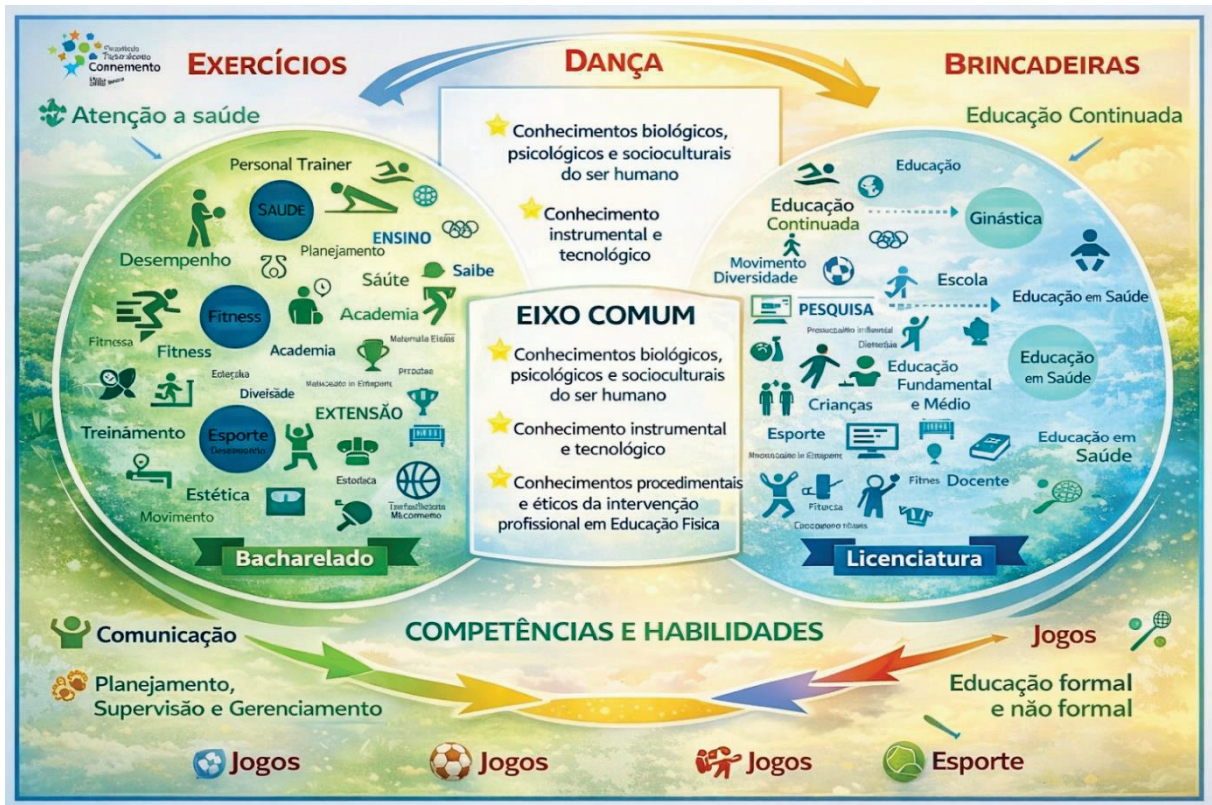 Connemento
EXERCÍCIOS
DANÇA
BRINCADEIRAS
Atenção a saúde
Educação Continuada
Conhecimentos biológicos,
psicológicos e socioculturais
do ser humano
Conhecimento
instrumental e
tecnológico
Personal Trainer
SAUDE
ENSINO
Planejamento
Desempenho
Sáúte
Saibe
Fitness
Academia
Fitnessa
Fitness
Academia
Diveisãde
EXTENSÃO
Treinamento
Esporte
Estética
Movimento
Bacharelado
EIXO COMUM
Conhecimentos biológicos,
psicológicos e socioculturais
do ser humano
Conhecimento instrumental
e tecnológico
Conhecimentos procedimentais
e éticos da intervenção
profissional em Educação Fisica
Educação
Educação
Continuada
Ginástica
Movimento
Diversidade
Escola
Educação em Saúde
PESQUISA
Educação
Fundamental
e Médio
Educação
em Saúde
Crianças
Esporte
Educação em
Saúde
Fitnes
Docente
Licenciatura
Comunicação
COMPETÊNCIAS E HABILIDADES
Jogos
Planejamento,
Supervisão e Gerenciamento
Educação formal
e não formal
Jogos
Jogos
Jogos
Esporte